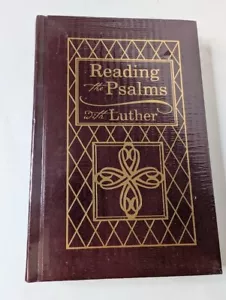 Reading
the Psalms
with Luther